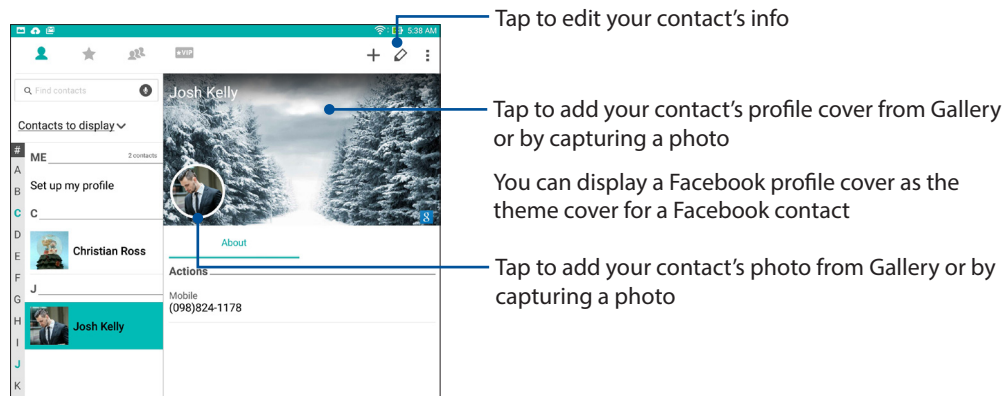 5:38 AM
Tap to edit your contact's info
VIP
Find contacts
Josh Kelly
Tap to add your contact's profile cover from Gallery
or by capturing a photo
Contacts to display
#
ME 2 contacts
A
Set up my profile
B
You can display a Facebook profile cover as the
theme cover for a Facebook contact
C C
8
D
Christian Ross
About
E
Tap to add your contact's photo from Gallery or by
capturing a photo
F
Actions
J
G
Mobile
(098)824-1178
H
Josh Kelly
I
J
K